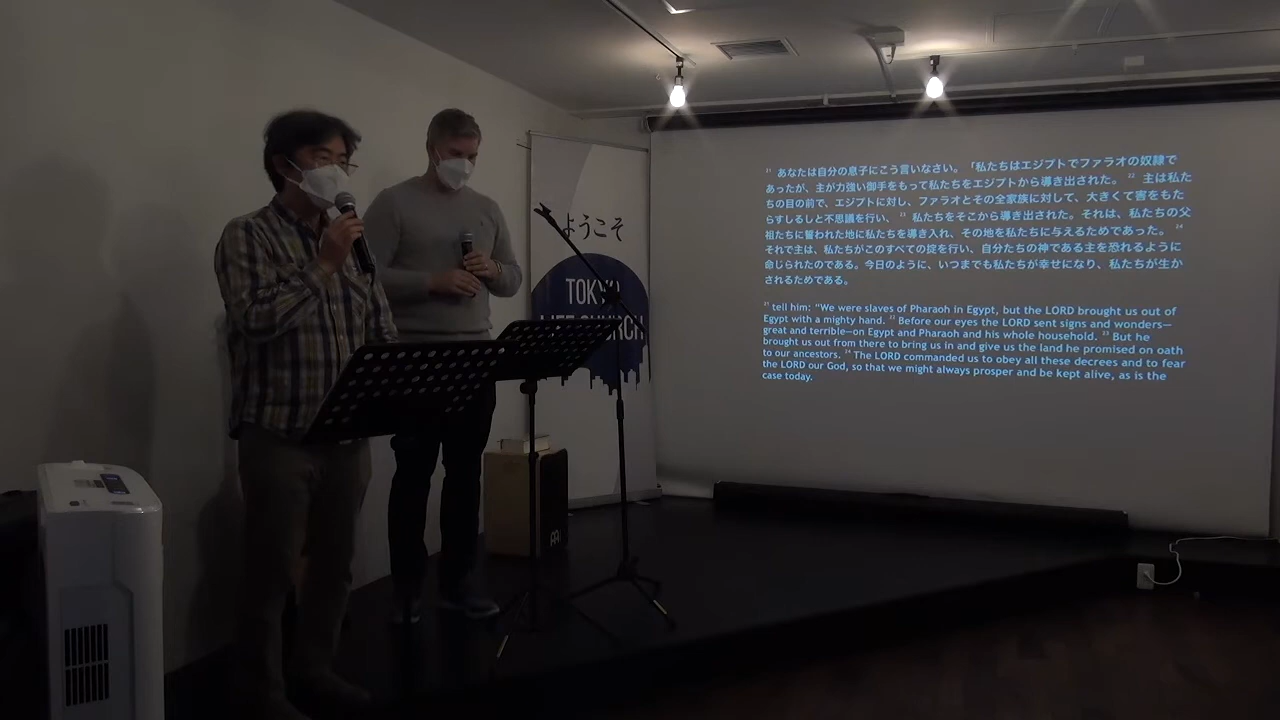 ようこそ
TOKYO
LIFE CHURCH
21 あなたは自分の息子にこう言いなさい。「私たちはエジプトでファラオの奴隷で
あったが、主が力強い御手をもって私たちをエジプトから導き出された。 22 主は私た
ちの目の前で、エジプトに対し、ファラオとその全家族に対して、大きくて害をもた
らすしるしと不思議を行い、 23 私たちをそこから導き出された。それは、私たちの父
祖たちに誓われた地に私たちを導き入れ、その地を私たちに与えるためであった。 24
それで主は、私たちがこのすべての掟を行い、自分たちの神である主を恐れるように
命じられたのである。今日のように、いつまでも私たちが幸せになり、私たちが生か
されるためである。
21 tell him: “We were slaves of Pharaoh in Egypt, but the LORD brought us out of
Egypt with a mighty hand. 22 Before our eyes the LORD sent signs and wonders—
great and terrible—on Egypt and Pharaoh and his whole household. 23 But he
brought us out from there to bring us in and give us the land he promised on oath
to our ancestors. 24 The LORD commanded us to obey all these decrees and to fear
the LORD our God, so that we might always prosper and be kept alive, as is the
case today.